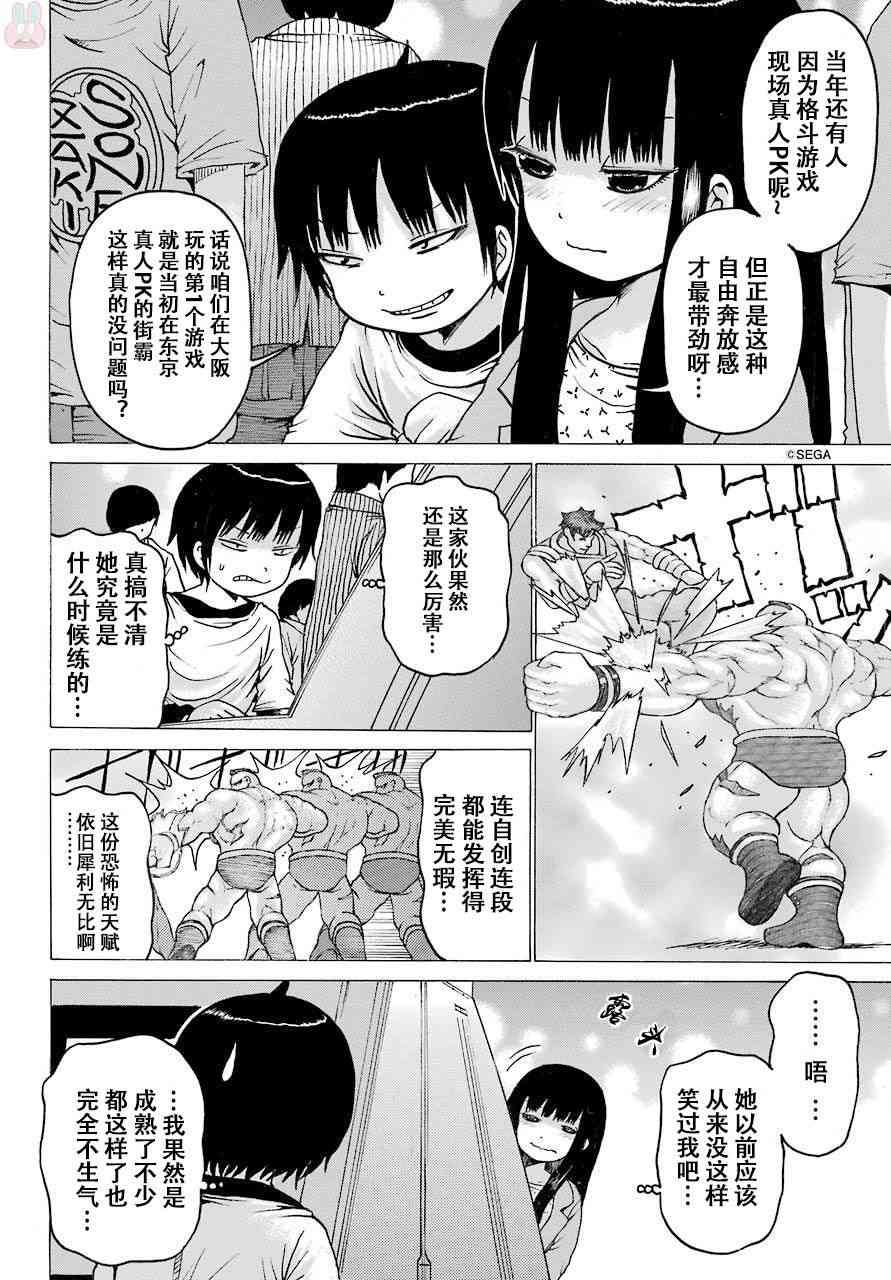 当年还有人
因为格斗游戏
现场真人PK呢~
但正是这种
自由奔放感
才最带劲呀…
话说咱们在大阪
玩的第1个游戏
就是当初在东京
真人PK的街霸
这样真的没问题吗？
©SEGA
这家伙果然
还是那么厉害…
真搞不清
她究竟是
什么时候练的…
连自创连段
都能发挥得
完美无瑕…
这份恐怖的天赋
依旧犀利无比啊
………
……唔…
她以前应该
从来没这样
笑过我吧…
露头
…我果然是
成熟了不少
都这样了也
完全不生气…